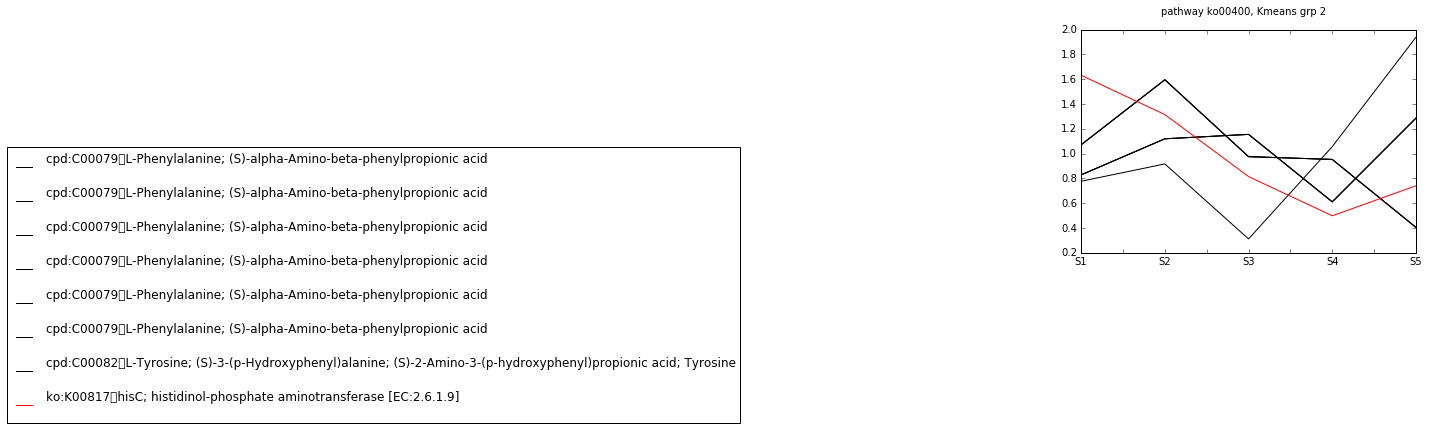 pathway ko00400, Kmeans grp 2
2.0
1.8
1.6
1.4
1.2
1.0
0.8
0.6
0.4
0.2
S1 S2 S3 S4 S5
cpd:C00079▯L-Phenylalanine; (S)-alpha-Amino-beta-phenylpropionic acid
cpd:C00079▯L-Phenylalanine; (S)-alpha-Amino-beta-phenylpropionic acid
cpd:C00079▯L-Phenylalanine; (S)-alpha-Amino-beta-phenylpropionic acid
cpd:C00079▯L-Phenylalanine; (S)-alpha-Amino-beta-phenylpropionic acid
cpd:C00079▯L-Phenylalanine; (S)-alpha-Amino-beta-phenylpropionic acid
cpd:C00079▯L-Phenylalanine; (S)-alpha-Amino-beta-phenylpropionic acid
cpd:C00082▯L-Tyrosine; (S)-3-(p-Hydroxyphenyl)alanine; (S)-2-Amino-3-(p-hydroxyphenyl)propionic acid; Tyrosine
ko:K00817▯hisC; histidinol-phosphate aminotransferase [EC:2.6.1.9]